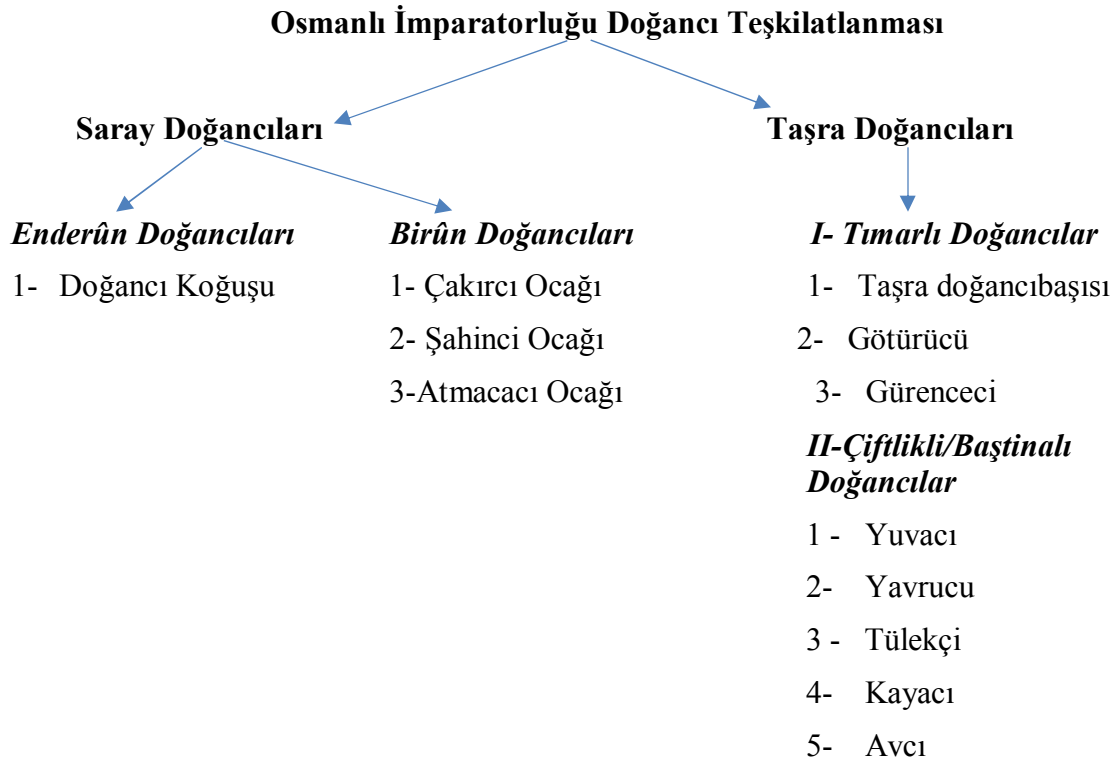 Osmanlı İmparatorluğu Doğancı Teşkilatlanması
Saray Doğancıları
Taşra Doğancıları
Enderûn Doğancıları
1- Doğancı Koğuşu
Birûn Doğancıları
1- Çakırcı Ocağı
2- Şahinci Ocağı
3-Atmacacı Ocağı
I- Tımarlı Doğancılar
1- Taşra doğancıbaşısı
2- Götürücü
3- Gürenceci
II-Çiftlikli/Baştinalı
Doğancılar
1 - Yuvacı
2- Yavrucu
3 - Tülekçi
4- Kayacı
5- Avcı